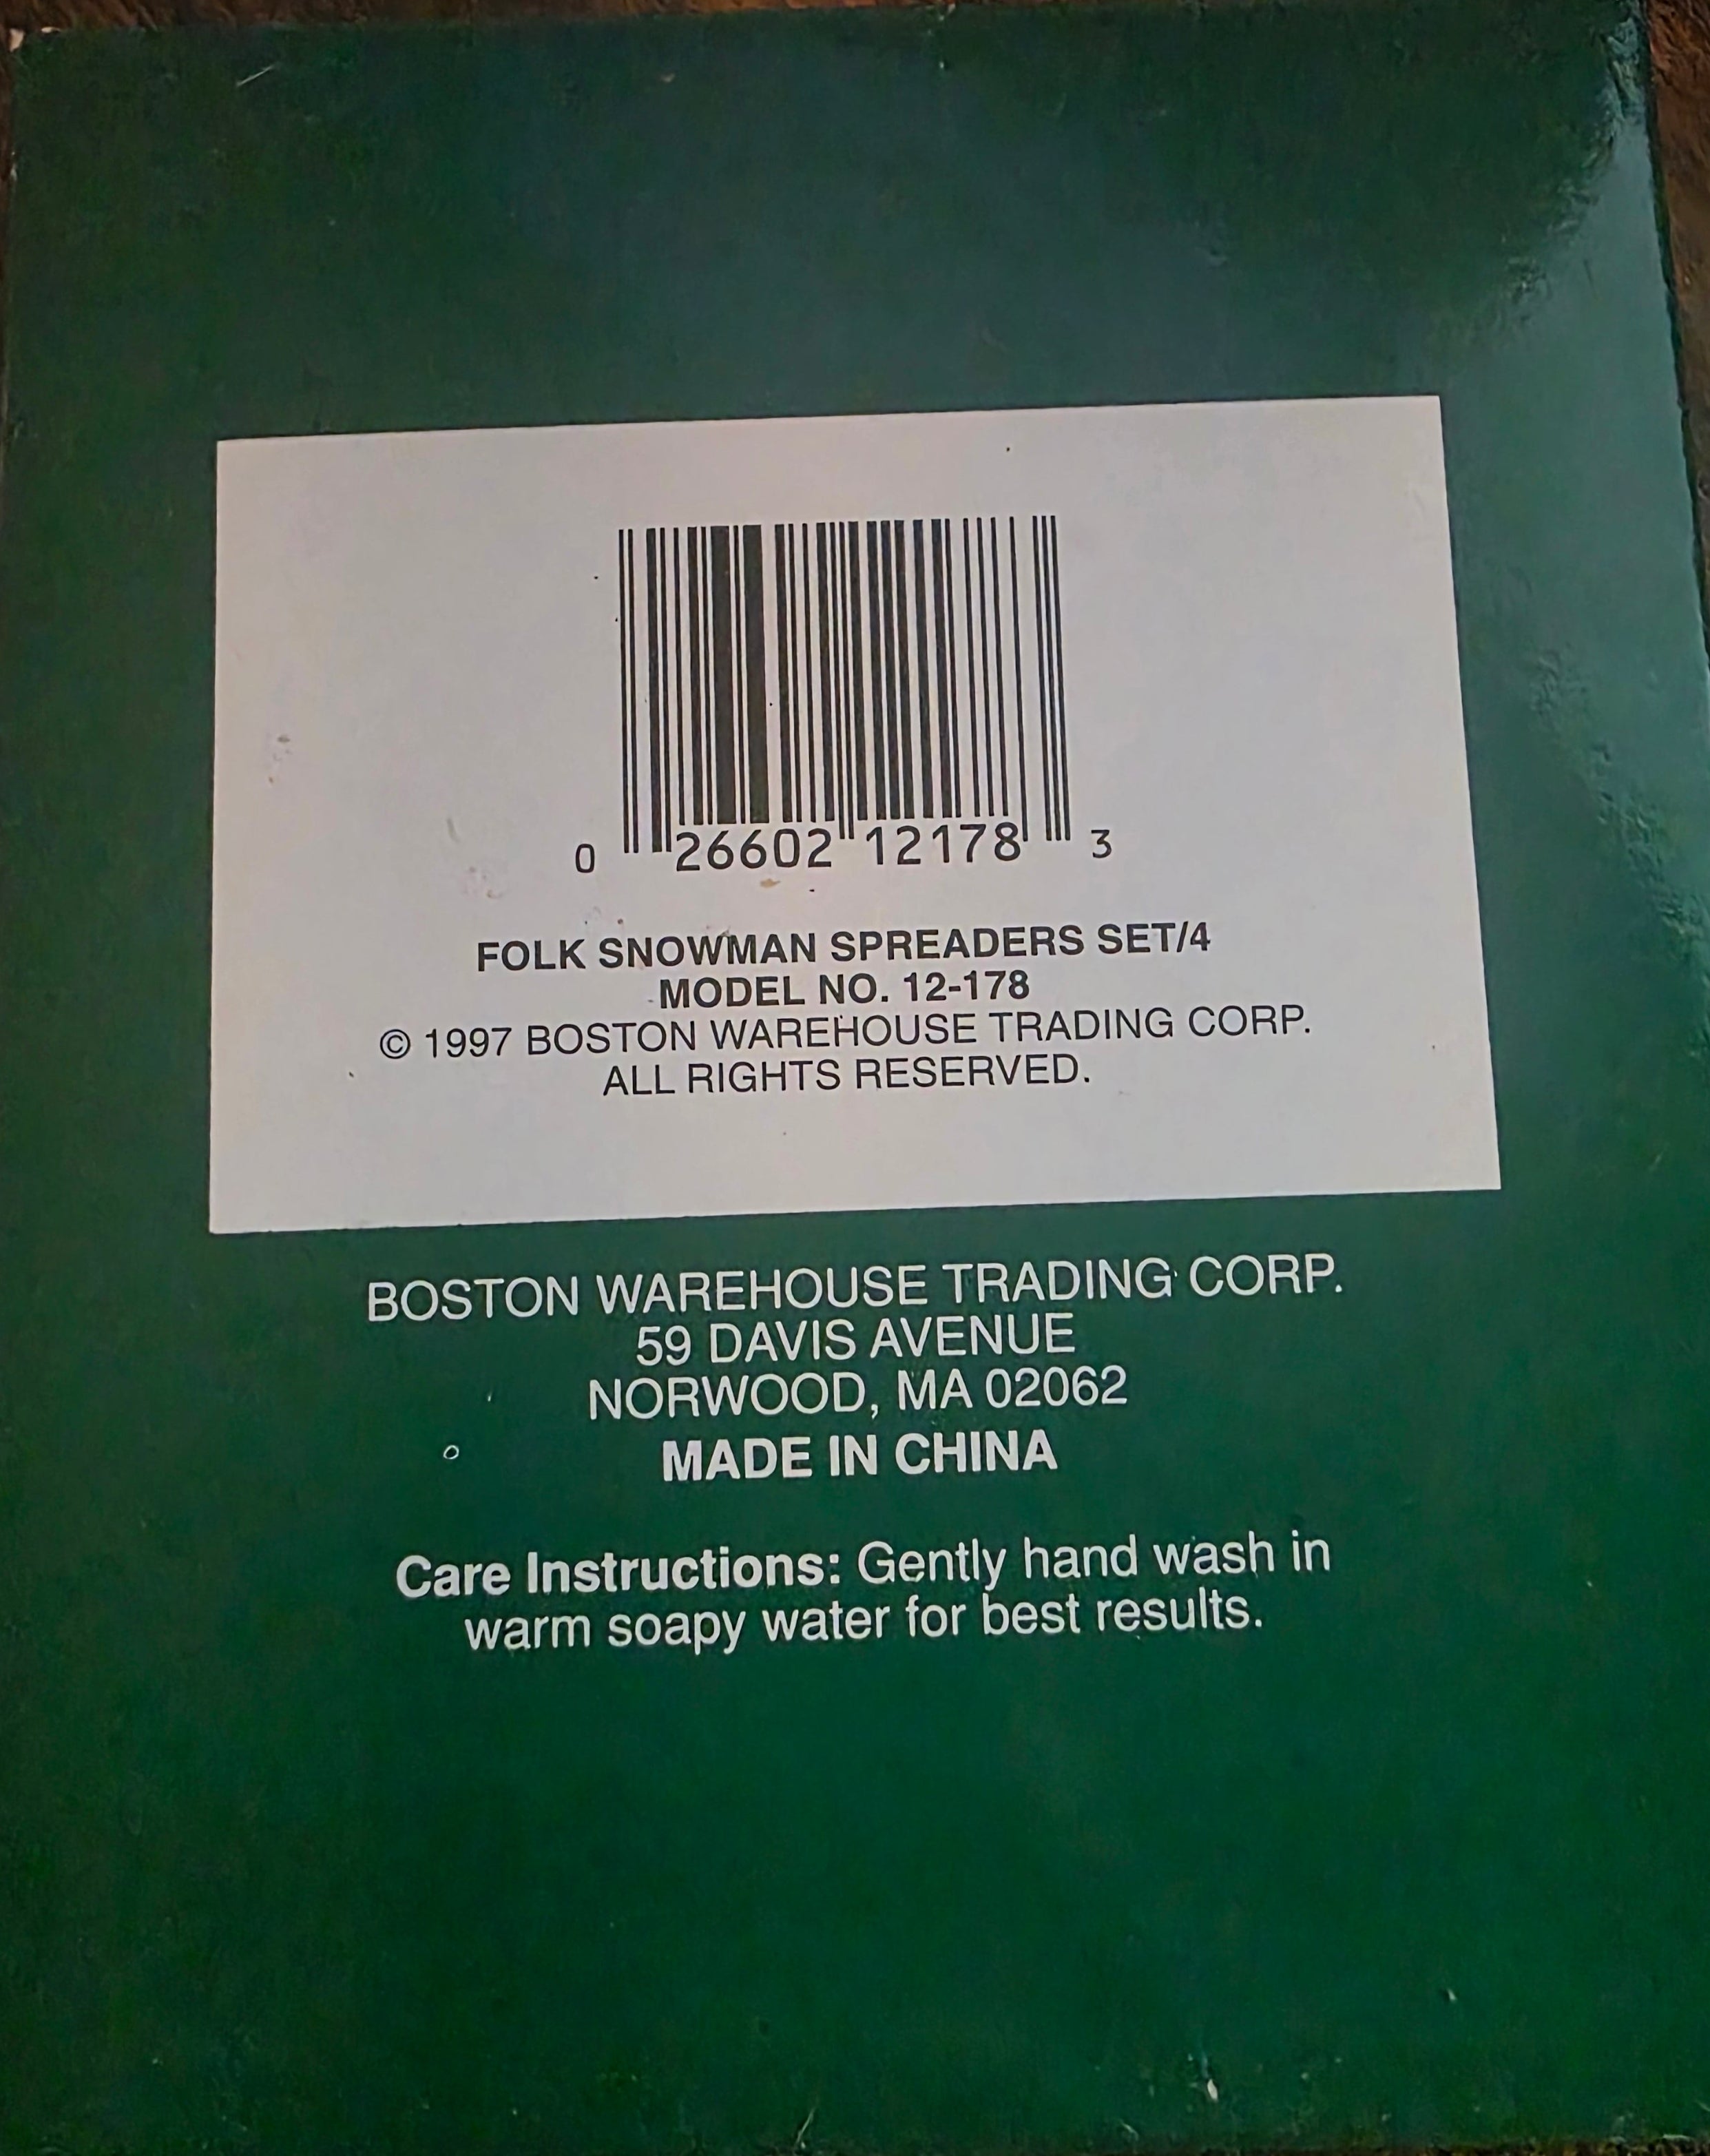 0 26602 12178 3
FOLK SNOWMAN SPREADERS SET/4
MODEL NO. 12-178
© 1997 BOSTON WAREHOUSE TRADING CORP.
ALL RIGHTS RESERVED.
BOSTON WAREHOUSE TRADING CORP.
59 DAVIS AVENUE
NORWOOD, MA 02062
MADE IN CHINA
Care Instructions: Gently hand wash in
warm soapy water for best results.